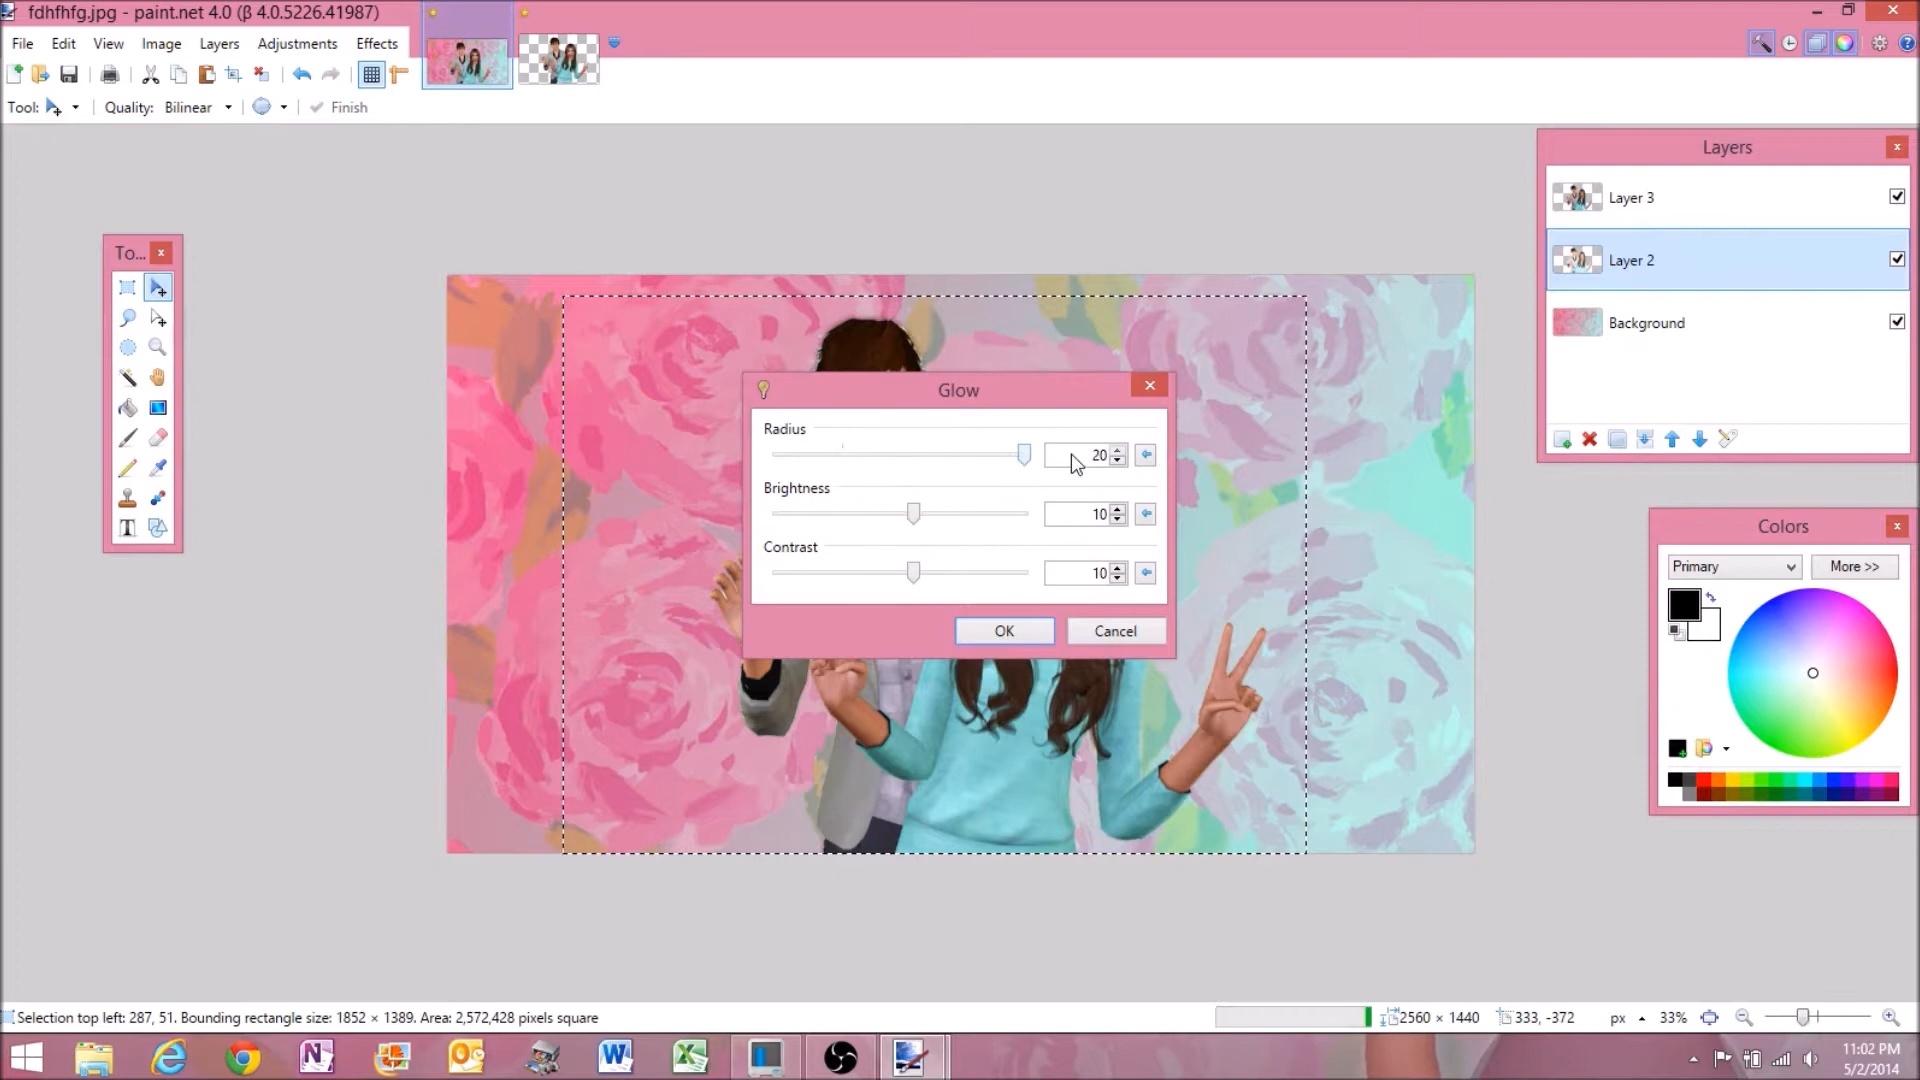 fdhfhfg.jpg - paint.net 4.0 (β 4.0.5226.41987)
File Edit View Image Layers Adjustments Effects
Tool: Quality: Bilinear Finish
Layers
Layer 3
Layer 2
Background
To...
T
Glow
Radius
20
Brightness
10
Contrast
10
OK Cancel
Colors
Primary More >>
Selection top left: 287, 51. Bounding rectangle size: 1852 × 1389. Area: 2,572,428 pixels square
2560 × 1440 333, -372 px 33%
11:02 PM
5/2/2014